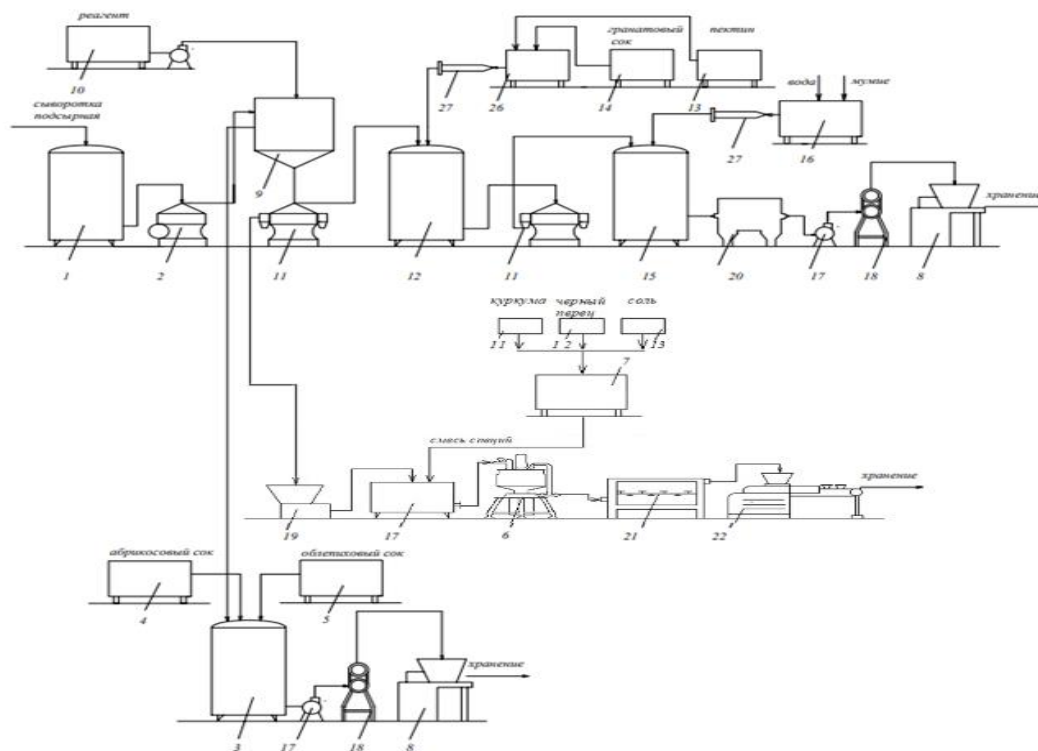 реагент
10
сыворотка
подсырная
9
1
2
11
27
26
гранатовый
сок
14
пектин
13
вода
мумие
27
16
12
11
15
20
17
18
8
хранение
куркума
черный
перец
соль
11
1 2
13
7
смесь специй
19
17
6
21
22
хранение
абрикосовый сок
облепиховый сок
4
5
3
17
18
8
хранение